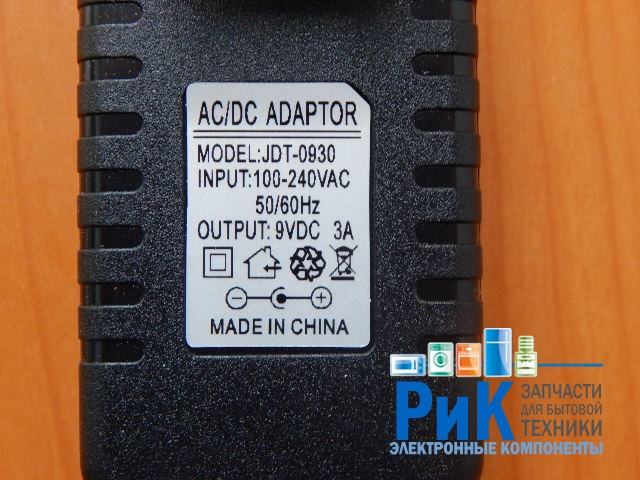 AC/DC ADAPTOR
MODEL:JDT-0930
INPUT:100-240VAC
50/60Hz
OUTPUT: 9VDC 3A
MADE IN CHINA
РиК
ЗАПЧАСТИ
ДЛЯ БЫТОВОЙ
ТЕХНИКИ
ЭЛЕКТРОННЫЕ КОМПОНЕНТЫ